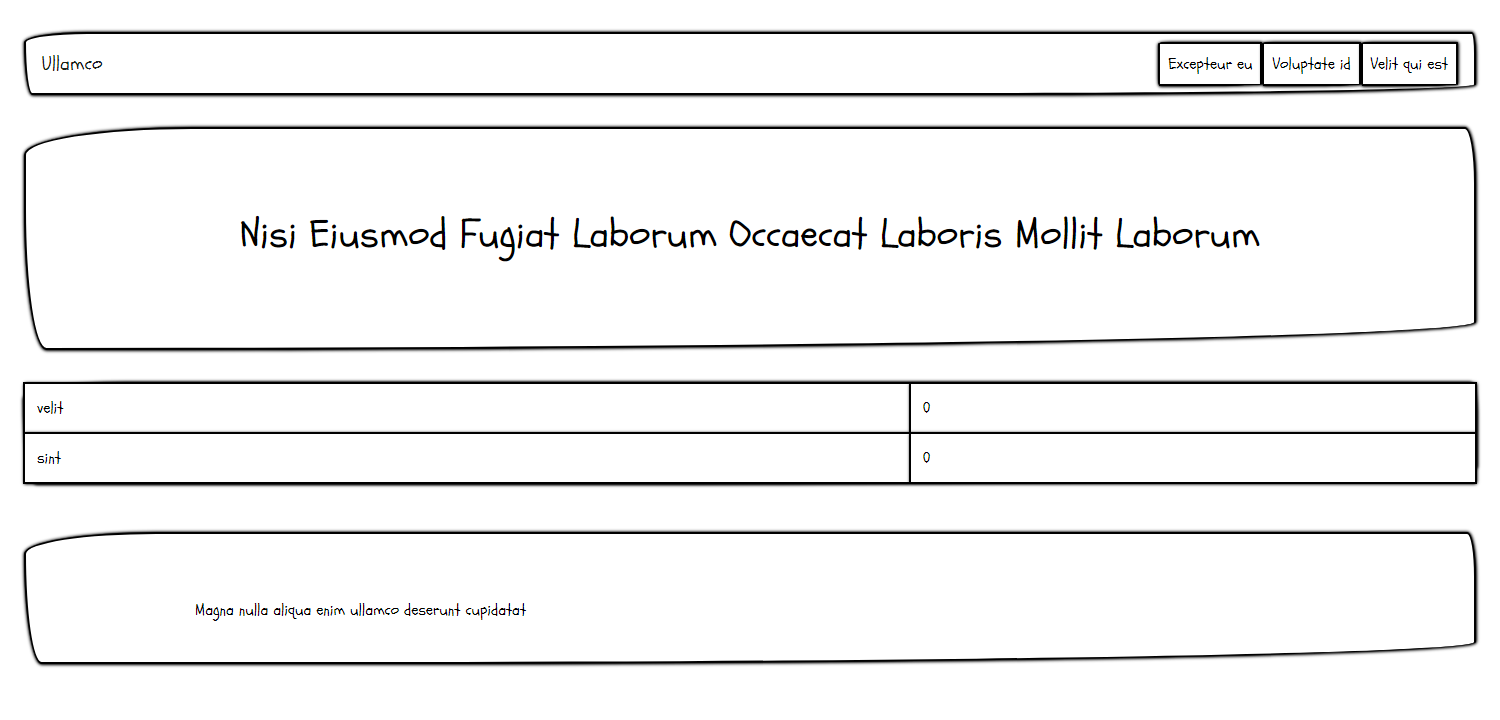 Ullamco
Excepteur eu
Voluptate id
Velit qui est
Nisi Eiusmod Fugiat Laborum Occaecat Laboris Mollit Laborum
velit 0
sint 0
Magna nulla aliqua enim ullamco deserunt cupidatat